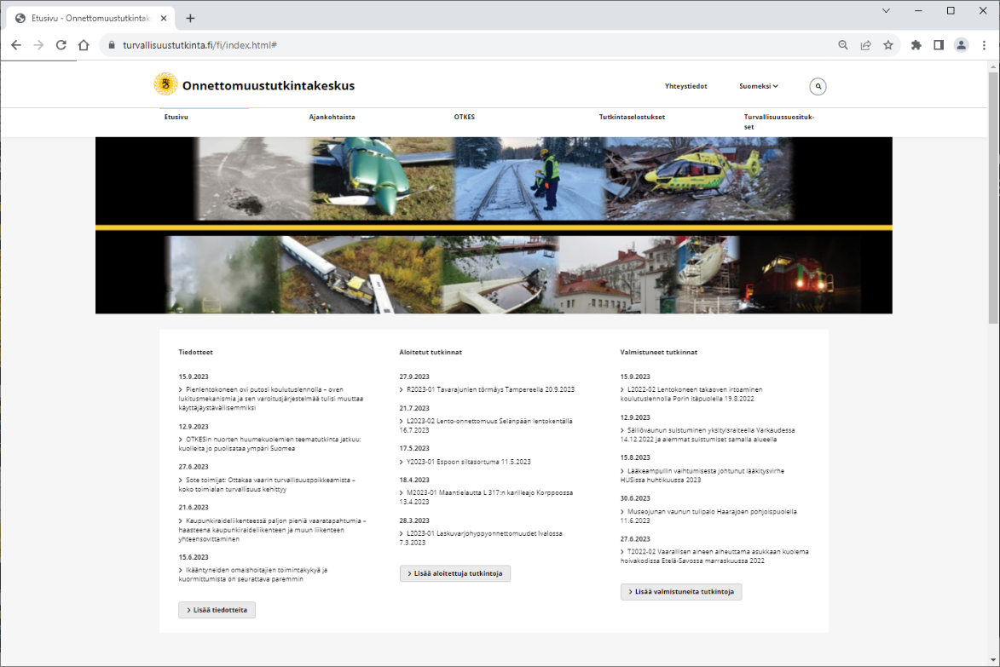 Etusivu - Onnettomuustutkintake
turvallisuustutkinta.fi/fi/index.html#
Onnettomuustutkintakeskus
Yhteystiedot
Suomeksi
Etusivu
Ajankohtaista
OTKES
Tutkintaselostukset
Turvallisuussuosituk-
set
Tiedotteet
15.9.2023
Pienlentokoneen ovi putosi koulutuslennolla – oven
lukitusmekanismia ja sen varoitusjärjestelmää tulisi muuttaa
käyttäjäystävällisemmiksi
12.9.2023
OTKESin nuorten huumekuolemien teematutkinta jatkuu:
kuolleita jo puolisataa ympäri Suomea
27.6.2023
Sote toimijat: Ottakaa vaarin turvallisuuspoikkeamista –
koko toimialan turvallisuus kehittyy
21.6.2023
Kaupunkiraideliikenteessä paljon pieniä vaaratapahtumia –
haasteena kaupunkiraideliikenteen ja muun liikenteen
yhteensovittaminen
15.6.2023
Ikääntyneiden omaishoitajien toimintakykyä ja
kuormittumista on seurattava paremmin
Lisää tiedotteita
Aloitetut tutkinnat
27.9.2023
R2023-01 Tavarajunien törmäys Tampereella 20.9.2023
21.7.2023
L2023-02 Lento-onnettomuus Selänpään lentokentällä
16.7.2023
17.5.2023
Y2023-01 Espoon siltasortuma 11.5.2023
18.4.2023
M2023-01 Maantielautta L 317:n karilleajo Korppoossa
13.4.2023
28.3.2023
L2023-01 Laskuvarjohyppyonnettomuudet Ivalossa
7.3.2023
Lisää aloitettuja tutkintoja
Valmistuneet tutkinnat
15.9.2023
L2022-02 Lentokoneen takaoven irtoaminen
koulutuslennolla Porin itäpuolella 19.8.2022
12.9.2023
Säiliövaunun suistuminen yksityisraiteella Varkaudessa
14.12.2022 ja aiemmat suistumiset samalla alueella
15.8.2023
Lääkeampullin vaihtumisesta johtunut lääkitysvirhe
HUSissa huhtikuussa 2023
30.6.2023
Museojunan vaunun tulipalo Haarajoen pohjoispuolella
11.6.2023
27.6.2023
T2022-02 Vaarallisen aineen aiheuttama asukkaan kuolema
hoivakodissa Etelä-Savossa marraskuussa 2022
Lisää valmistuneita tutkintoja